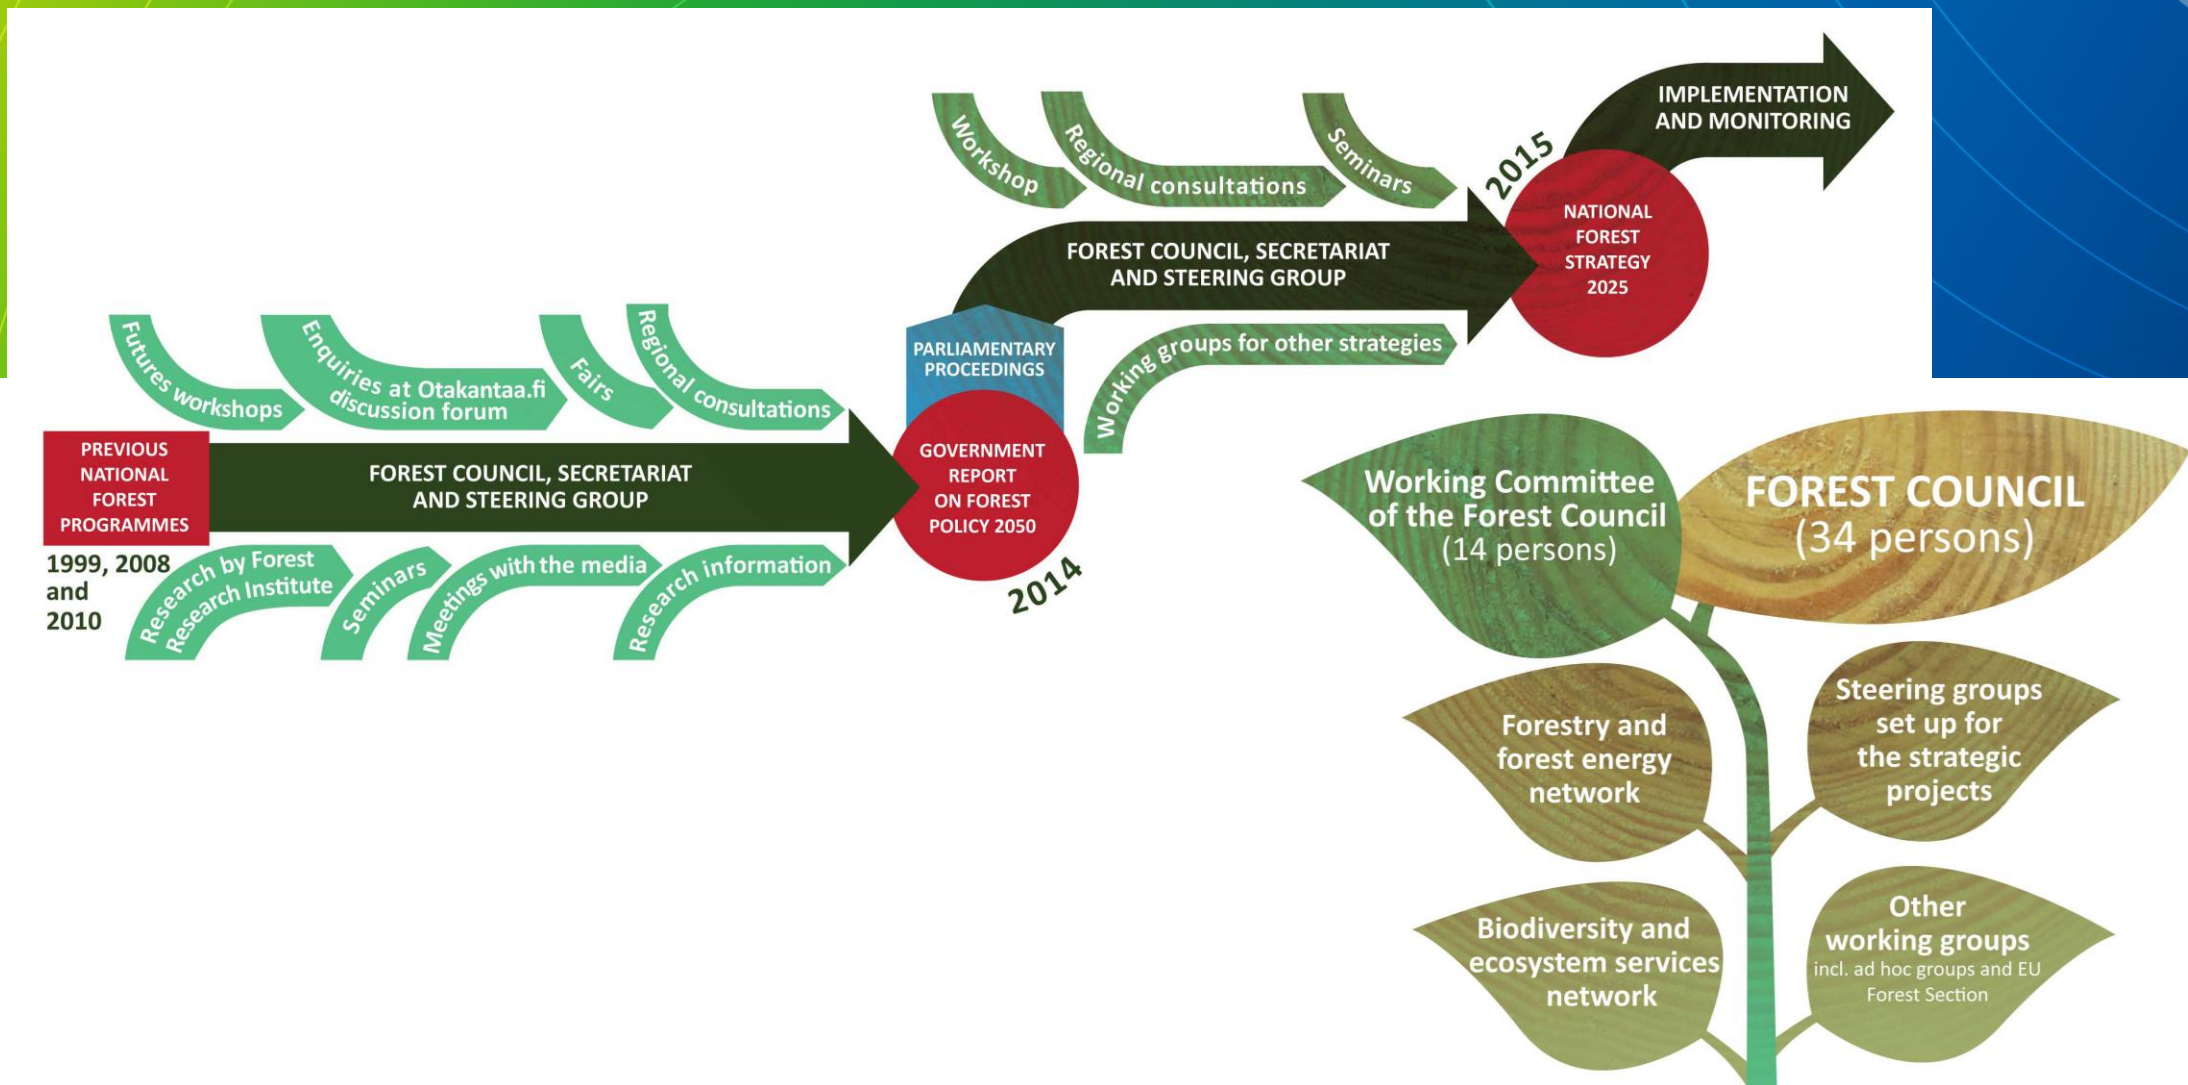 Workshop
Regional consultations
Seminars
2015
IMPLEMENTATION
AND MONITORING
NATIONAL
FOREST
STRATEGY
2025
FOREST COUNCIL, SECRETARIAT
AND STEERING GROUP
Working groups for other strategies
PARLIAMENTARY
PROCEEDINGS
Futures workshops
Enquiries at Otakantaa.fi
discussion forum
Fairs
Regional consultations
PREVIOUS
NATIONAL
FOREST
PROGRAMMES
1999, 2008
and
2010
FOREST COUNCIL, SECRETARIAT
AND STEERING GROUP
GOVERNMENT
REPORT
ON FOREST
POLICY 2050
2014
Research by Forest
Research Institute
Seminars
Meetings with the media
Research information
Working Committee
of the Forest Council
(14 persons)
FOREST COUNCIL
(34 persons)
Forestry and
forest energy
network
Steering groups
set up for
the strategic
projects
Biodiversity and
ecosystem services
network
Other
working groups
incl. ad hoc groups and EU
Forest Section